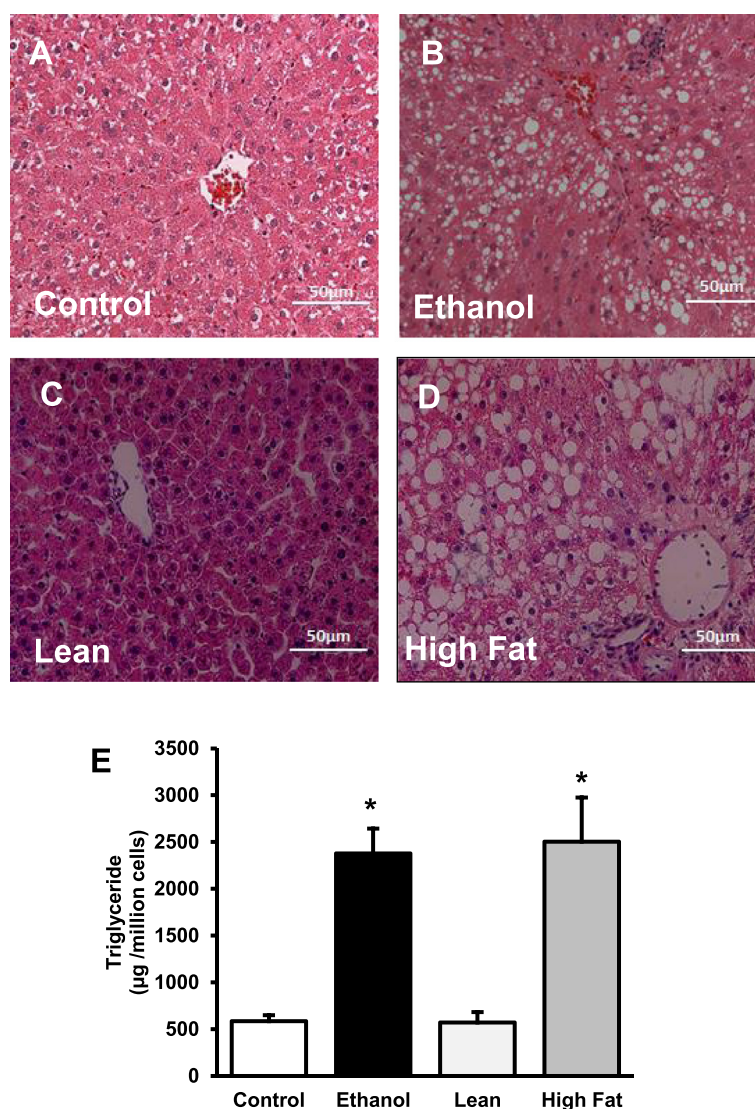 A
50µm
Control
B
50µm
Ethanol
C
50µm
Lean
D
50µm
High Fat
E
Triglyceride
(µg /million cells)
3500
3000
2500
2000
1500
1000
500
0
*
*
Control Ethanol Lean High Fat